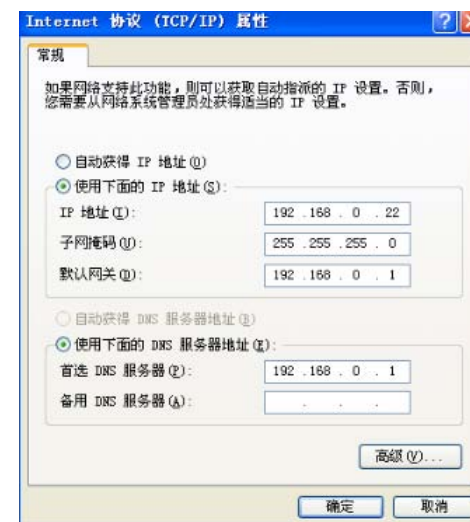 Internet 协议 (TCP/IP) 属性
常规
如果网络支持此功能，则可以获取自动指派的 IP 设置。否则，
您需要从网络系统管理员处获得适当的 IP 设置。
自动获得 IP 地址(O)
使用下面的 IP 地址(S):
IP 地址(I): 192 .168 . 0 . 22
子网掩码(U): 255 .255 .255 . 0
默认网关(D): 192 .168 . 0 . 1
自动获得 DNS 服务器地址(B)
使用下面的 DNS 服务器地址(E):
首选 DNS 服务器(P): 192 .168 . 0 . 1
备用 DNS 服务器(A): . . .
高级(V)...
确定 取消